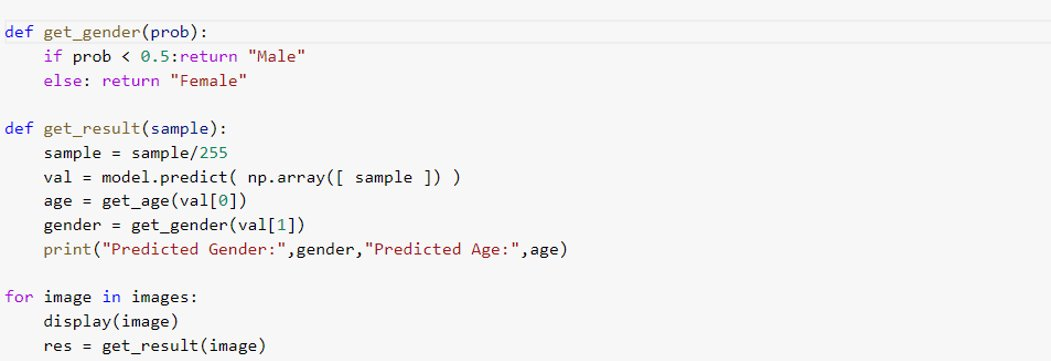 def get_gender(prob):
    if prob < 0.5:return "Male"
    else: return "Female"

def get_result(sample):
    sample = sample/255
    val = model.predict( np.array([ sample ]) )
    age = get_age(val[0])
    gender = get_gender(val[1])
    print("Predicted Gender:",gender,"Predicted Age:",age)

for image in images:
    display(image)
    res = get_result(image)